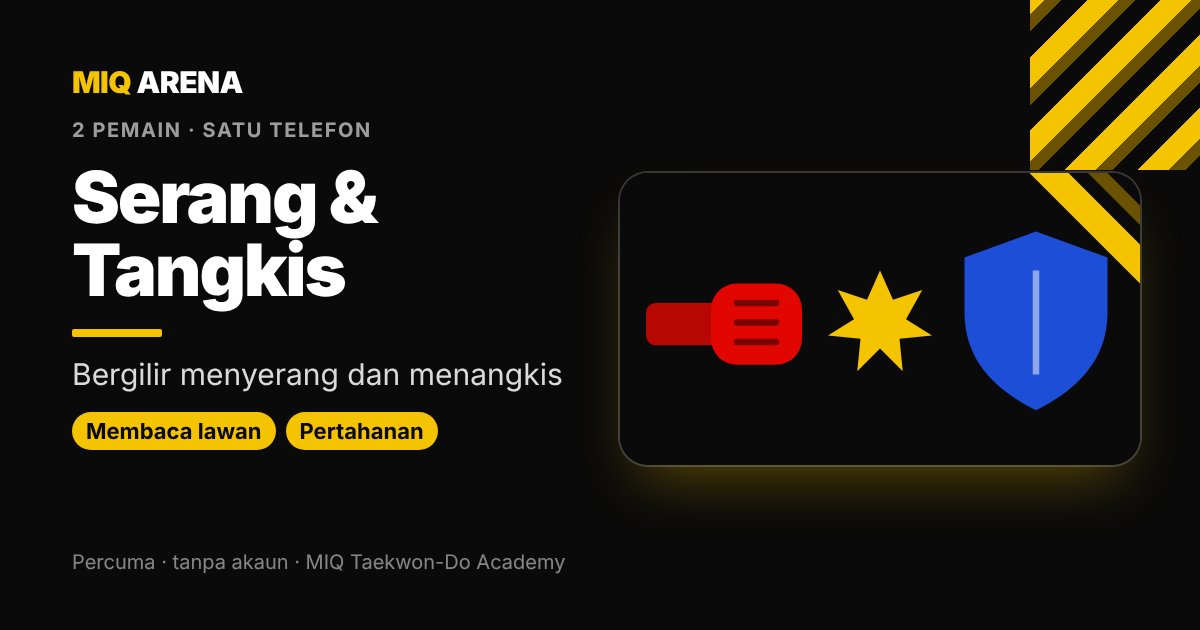 MIQ ARENA
2 PEMAIN · SATU TELEFON
Serang &
Tangkis
Bergilir menyerang dan menangkis
Membaca lawan
Pertahanan
Percuma · tanpa akaun · MIQ Taekwon-Do Academy